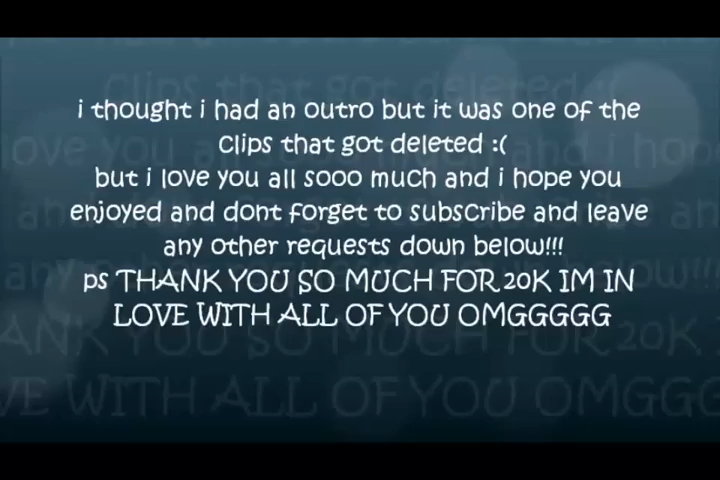 i thought i had an outro but it was one of the
clips that got deleted :(
but i love you all sooo much and i hope you
enjoyed and dont forget to subscribe and leave
any other requests down below!!!
ps THANK YOU SO MUCH FOR 20K IM IN
LOVE WITH ALL OF YOU OMGGGGG